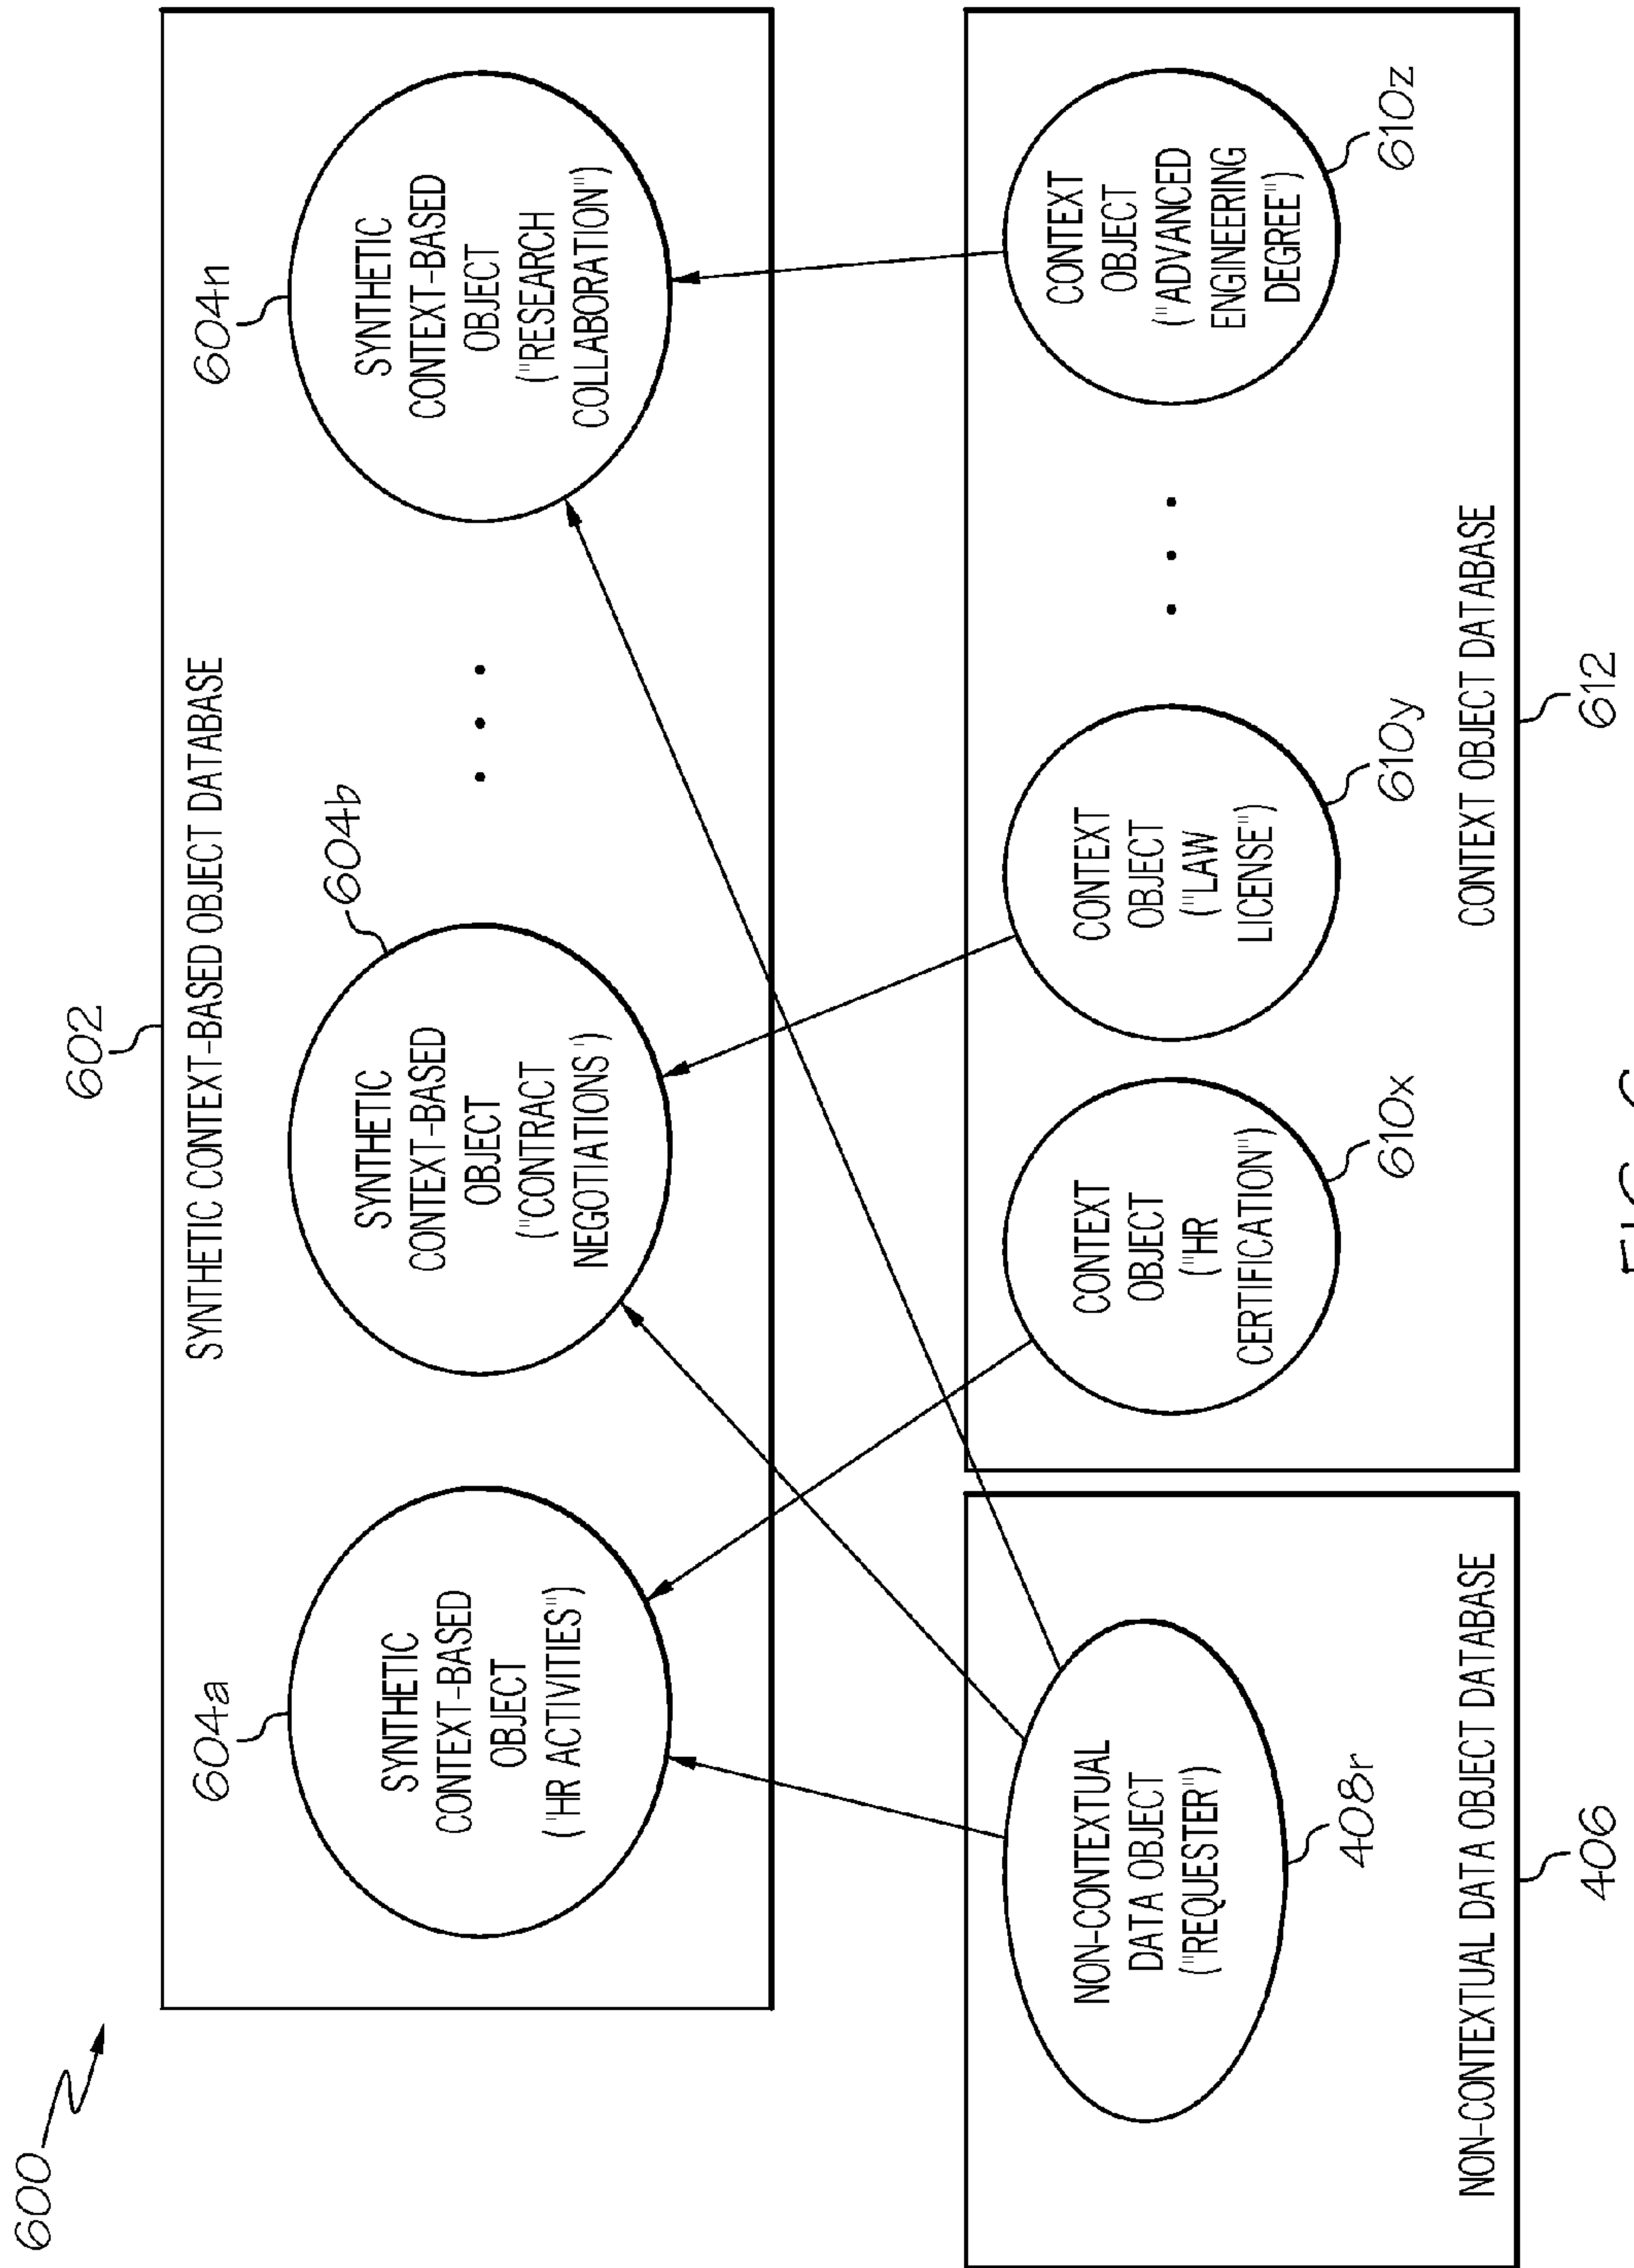 600
602
SYNTHETIC CONTEXT-BASED OBJECT DATABASE
604a
SYNTHETIC
CONTEXT-BASED
OBJECT
("HR ACTIVITIES")
604b
SYNTHETIC
CONTEXT-BASED
OBJECT
("CONTRACT
NEGOTIATIONS")
. . .
604n
SYNTHETIC
CONTEXT-BASED
OBJECT
("RESEARCH
COLLABORATION")
NON-CONTEXTUAL
DATA OBJECT
("REQUESTER")
408r
NON-CONTEXTUAL DATA OBJECT DATABASE
406
CONTEXT
OBJECT
("HR
CERTIFICATION")
610x
CONTEXT
OBJECT
("LAW
LICENSE")
610y
. . .
CONTEXT
OBJECT
("ADVANCED
ENGINEERING
DEGREE")
610z
CONTEXT OBJECT DATABASE
612